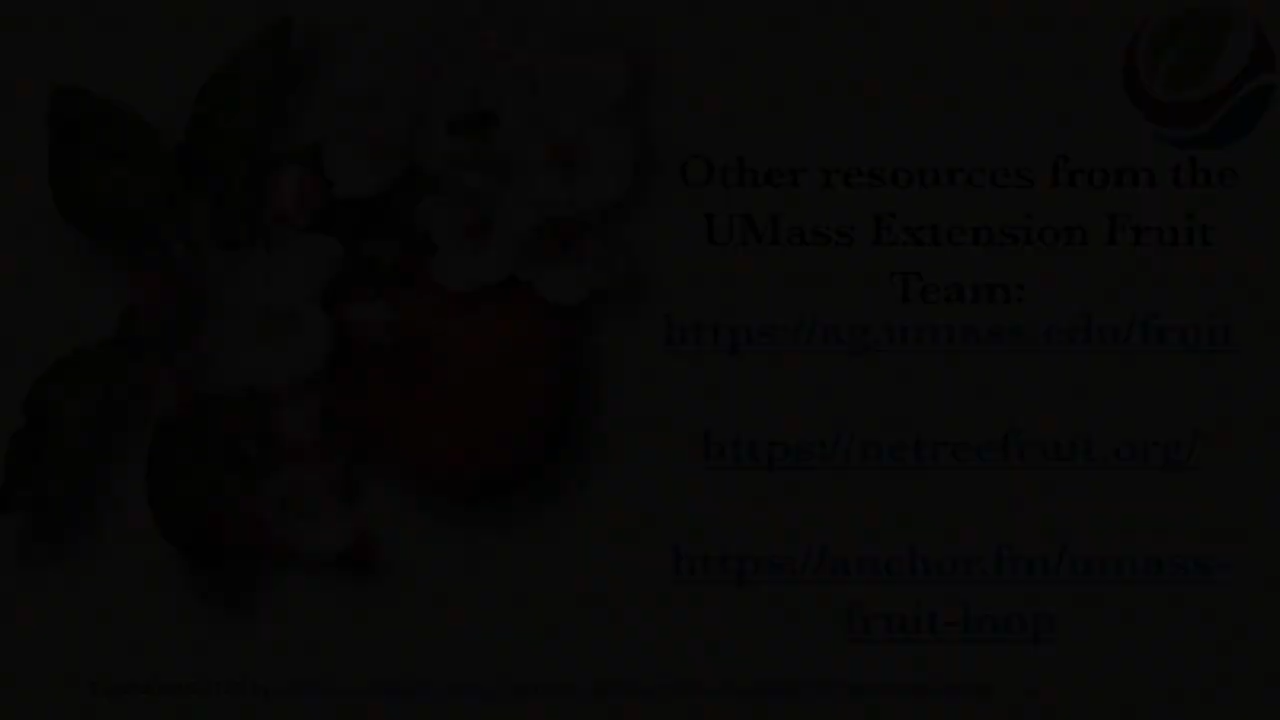 Other resources from the
UMass Extension Fruit
Team:
https://ag.umass.edu/fruit
https://netreefruit.org/
https://anchor.fm/umass-
fruit-loop